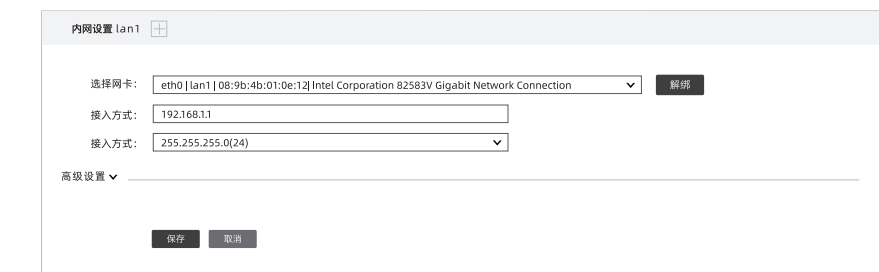 内网设置 lan1
选择网卡: eth0 | lan1 | 08:9b:4b:01:0e:12| Intel Corporation 82583V Gigabit Network Connection 解绑
接入方式: 192.168.1.1
接入方式: 255.255.255.0(24)
高级设置
保存 取消